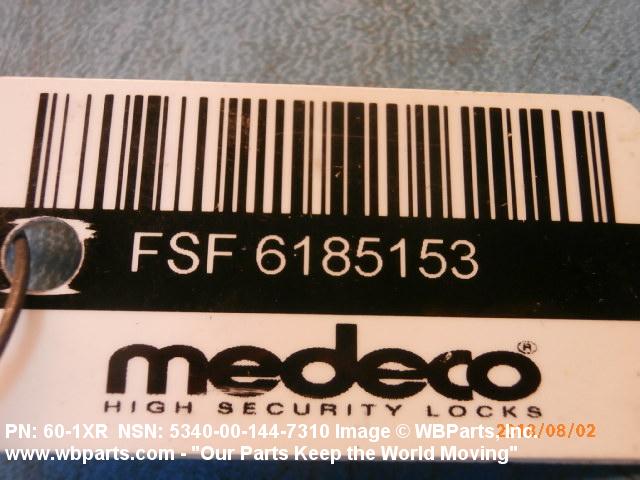 FSF 6185153
medeco®
HIGH SECURITY LOCKS
PN: 60-1XR NSN: 5340-00-144-7310 Image © WBParts, Inc.
2013/08/02
www.wbparts.com - "Our Parts Keep the World Moving"